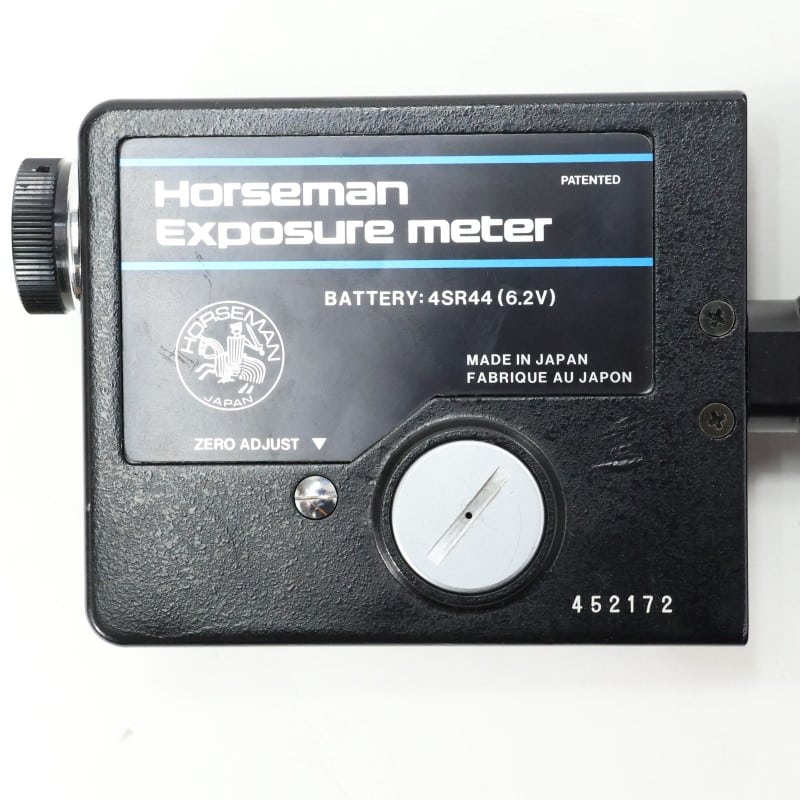 Horseman
Exposure meter
PATENTED
BATTERY: 4SR44 (6.2V)
HORSEMAN
JAPAN
MADE IN JAPAN
FABRIQUE AU JAPON
ZERO ADJUST ▼
452172